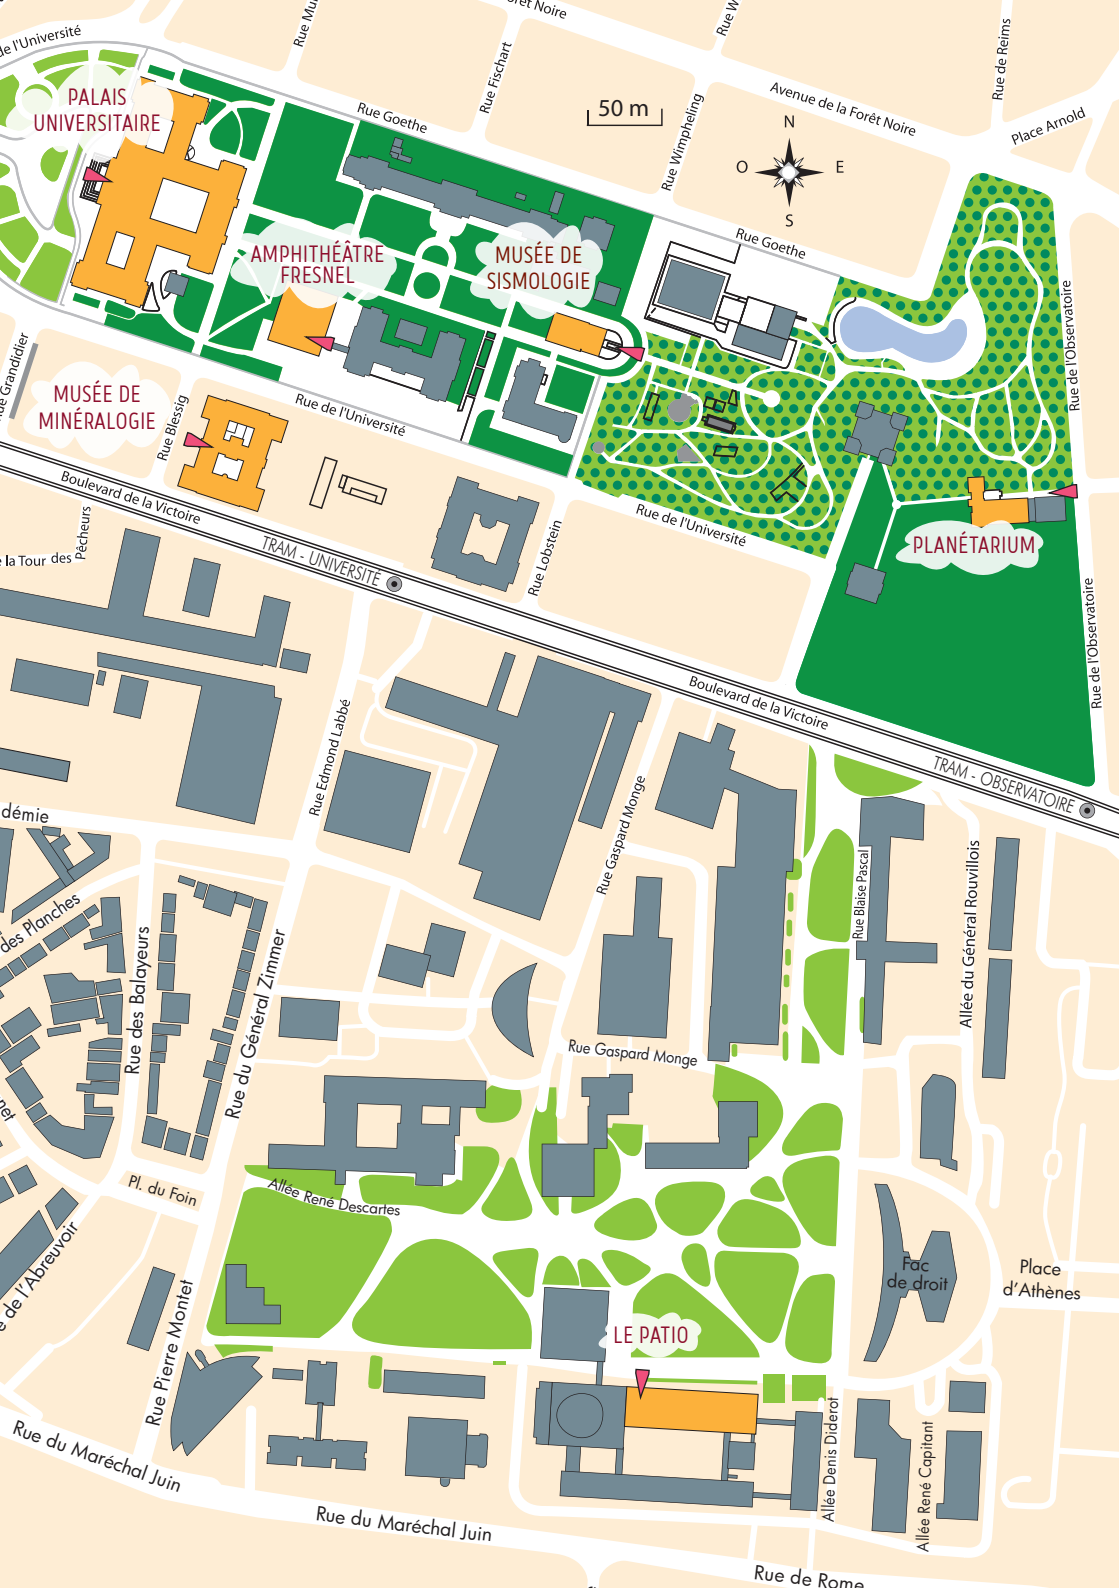 de l'Université
Forêt Noire
Rue Fischart
Rue Goethe
50 m
Rue Wimpheling
Avenue de la Forêt Noire
Rue de Reims
Place Arnold
N
O
E
S
PALAIS
UNIVERSITAIRE
AMPHITHÉÂTRE
FRESNEL
MUSÉE DE
SISMOLOGIE
Rue Goethe
Rue de l'Observatoire
Rue Grandidier
MUSÉE DE
MINÉRALOGIE
Rue Blessig
Rue de l'Université
Boulevard de la Victoire
Rue de l'Université
PLANÉTARIUM
Pêcheurs
la Tour des
TRAM - UNIVERSITÉ
Rue Lobstein
Rue de l'Observatoire
Boulevard de la Victoire
TRAM - OBSERVATOIRE
Rue Edmond Labbé
Rue Gaspard Monge
démie
Rue Blaise Pascal
Allée du Général Rouvillois
des Planches
Rue des Balayeurs
Rue du Général Zimmer
Rue Gaspard Monge
net
Pl. du Foin
Allée René Descartes
de l'Abreuvoir
Rue Pierre Montet
Fac
de droit
Place
d'Athènes
LE PATIO
Allée Denis Diderot
Allée René Capitant
Rue du Maréchal Juin
Rue du Maréchal Juin
Rue de Rome